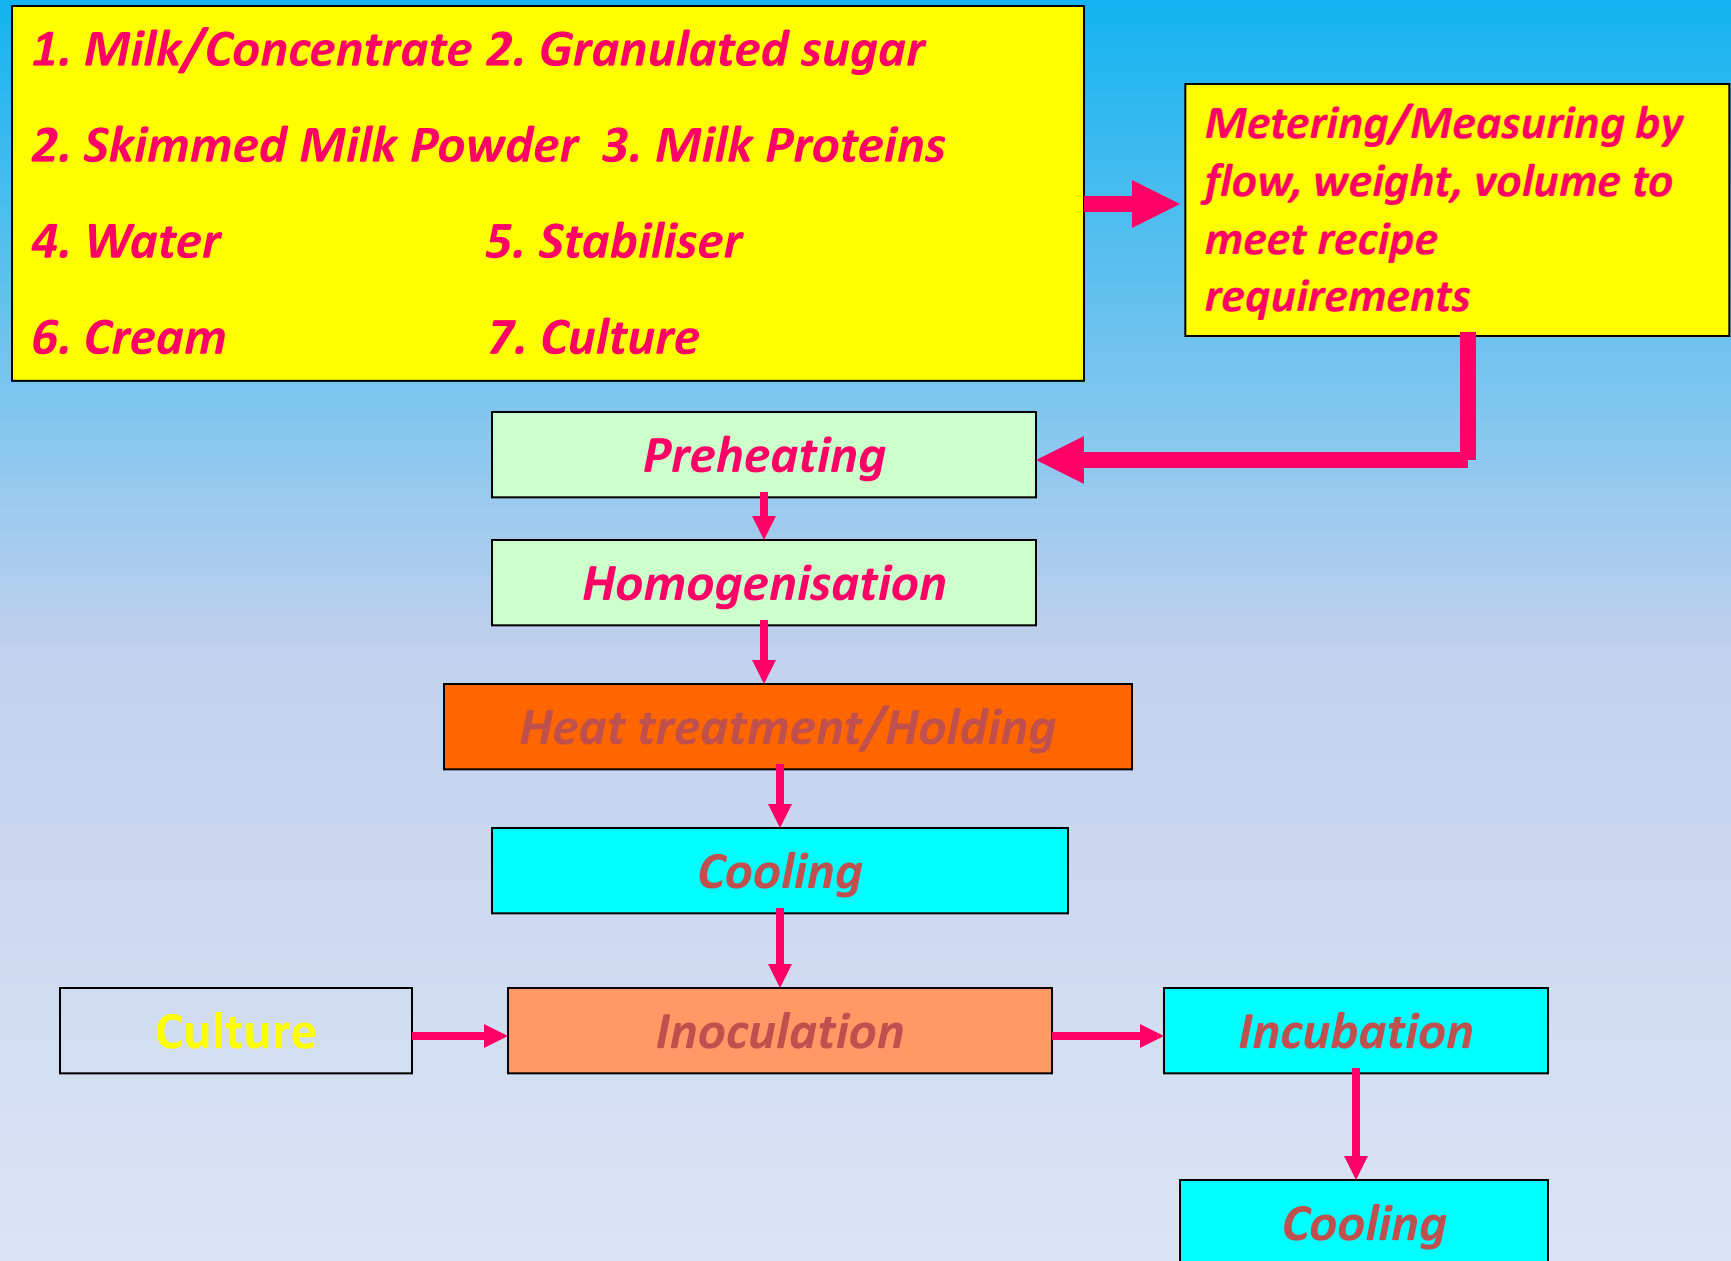 1. Milk/Concentrate 2. Granulated sugar
2. Skimmed Milk Powder 3. Milk Proteins
4. Water 5. Stabiliser
6. Cream 7. Culture
Metering/Measuring by
flow, weight, volume to
meet recipe
requirements
Preheating
Homogenisation
Heat treatment/Holding
Cooling
Culture
Inoculation
Incubation
Cooling